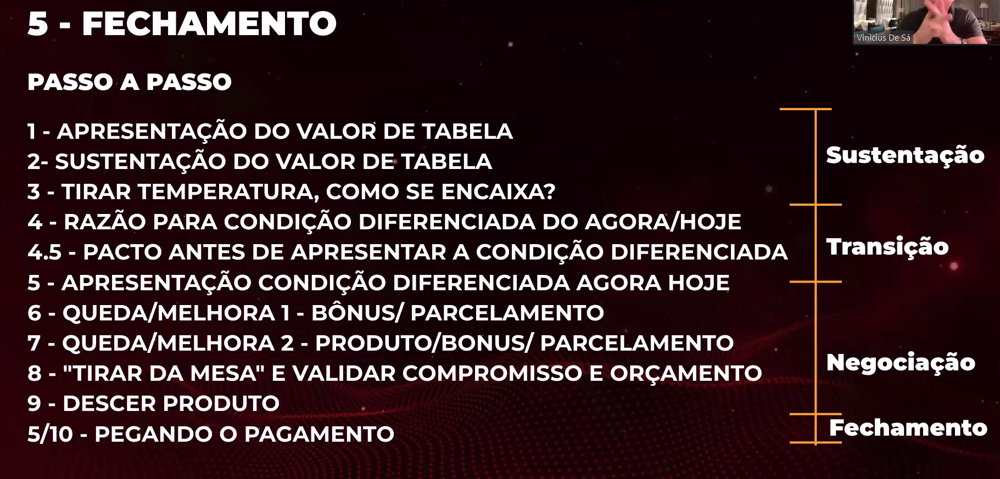 5 - FECHAMENTO
Vinicius De Sá
PASSO A PASSO
1 - APRESENTAÇÃO DO VALOR DE TABELA
2- SUSTENTAÇÃO DO VALOR DE TABELA
3 - TIRAR TEMPERATURA, COMO SE ENCAIXA?
4 - RAZÃO PARA CONDIÇÃO DIFERENCIADA DO AGORA/HOJE
4.5 - PACTO ANTES DE APRESENTAR A CONDIÇÃO DIFERENCIADA
5 - APRESENTAÇÃO CONDIÇÃO DIFERENCIADA AGORA HOJE
6 - QUEDA/MELHORA 1 - BÔNUS/ PARCELAMENTO
7 - QUEDA/MELHORA 2 - PRODUTO/BONUS/ PARCELAMENTO
8 - "TIRAR DA MESA" E VALIDAR COMPROMISSO E ORÇAMENTO
9 - DESCER PRODUTO
5/10 - PEGANDO O PAGAMENTO
Sustentação
Transição
Negociação
Fechamento